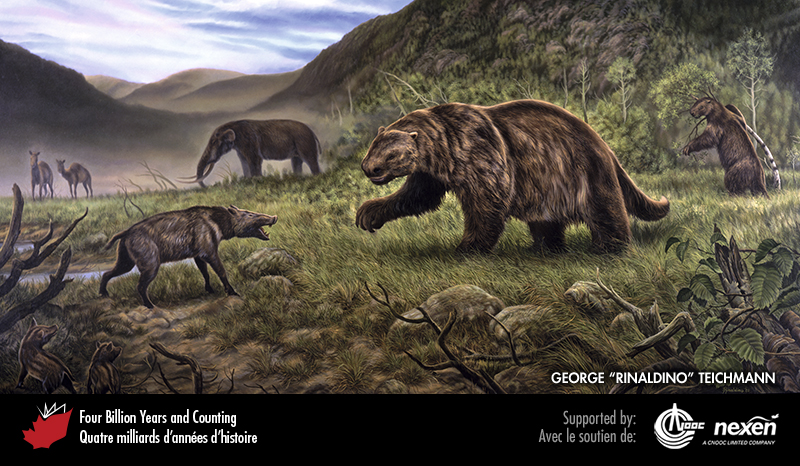 GEORGE “RINALDINO” TEICHMANN
Four Billion Years and Counting
Quatre milliards d’années d’histoire
Supported by:
Avec le soutien de:
CNOOC
nexen
A CNOOC LIMITED COMPANY